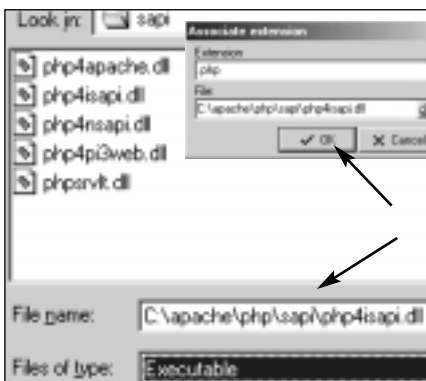 Look in: sapi
Associate extension
Extension
.php
File
C:\apache\php\sapi\php4isapi.dll
OK Cancel
php4apache.dll
php4isapi.dll
php4nsapi.dll
php4pi3web.dll
phpsrvlt.dll
File name: C:\apache\php\sapi\php4isapi.dll
Files of type: Executable